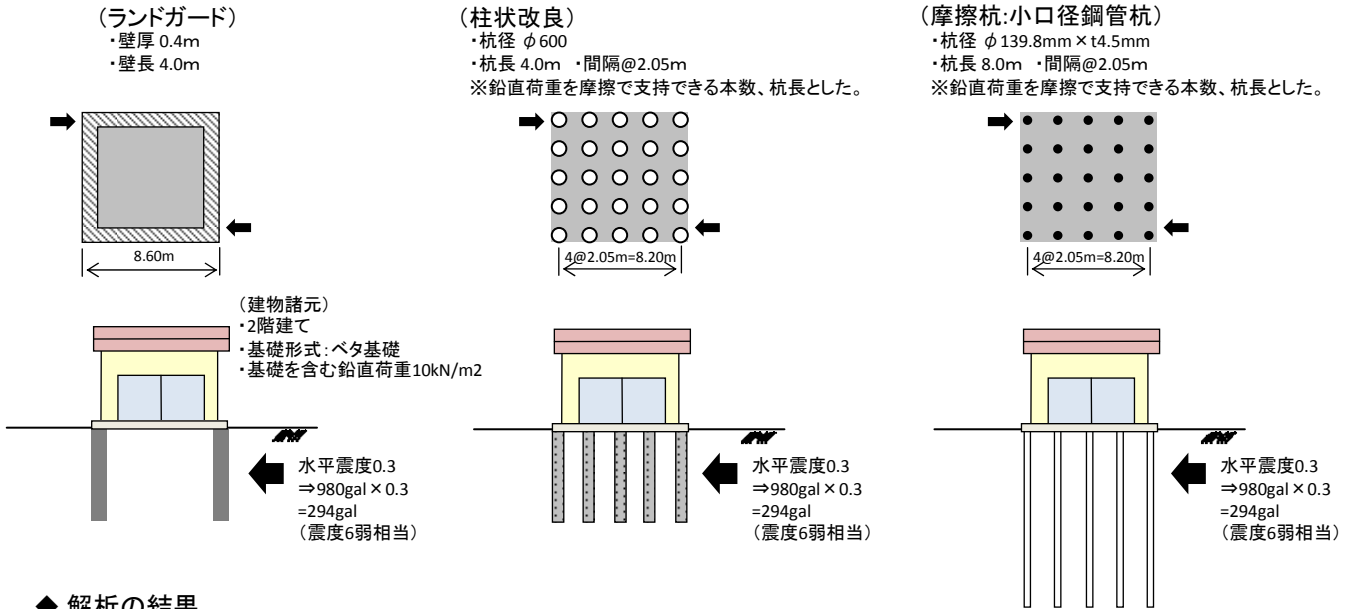 (ランドガード)
・壁厚 0.4m
・壁長 4.0m
(柱状改良)
・杭径 φ600
・杭長 4.0m ・間隔@2.05m
※鉛直荷重を摩擦で支持できる本数、杭長とした。
(摩擦杭:小口径鋼管杭)
・杭径 φ139.8mm×t4.5mm
・杭長 8.0m ・間隔@2.05m
※鉛直荷重を摩擦で支持できる本数、杭長とした。
8.60m
4@2.05m=8.20m
4@2.05m=8.20m
(建物諸元)
・2階建て
・基礎形式:ベタ基礎
・基礎を含む鉛直荷重10kN/m2
水平震度0.3
⇒980gal×0.3
=294gal
(震度6弱相当)
水平震度0.3
⇒980gal×0.3
=294gal
(震度6弱相当)
水平震度0.3
⇒980gal×0.3
=294gal
(震度6弱相当)
◆ 解析の結果